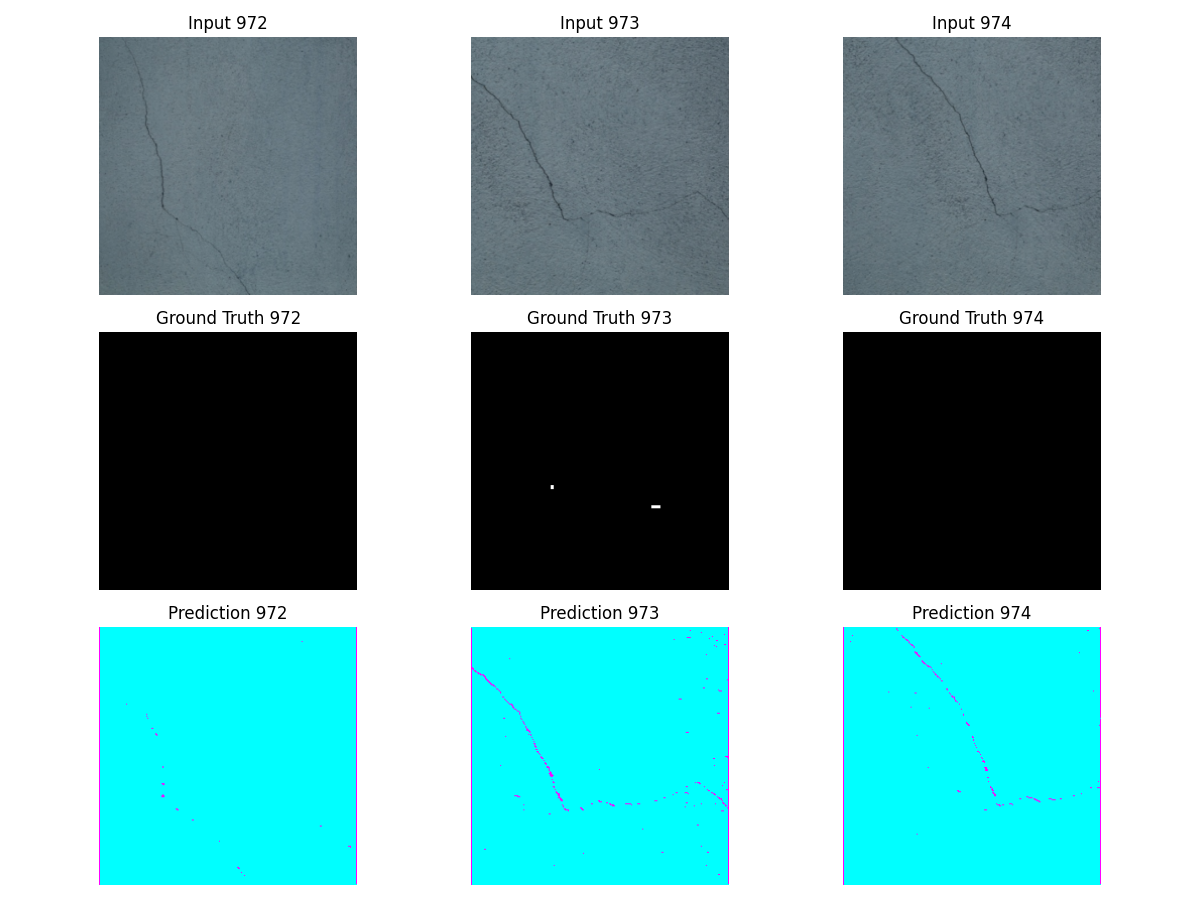 Input 972
Input 973
Input 974
Ground Truth 972
Ground Truth 973
Ground Truth 974
Prediction 972
Prediction 973
Prediction 974